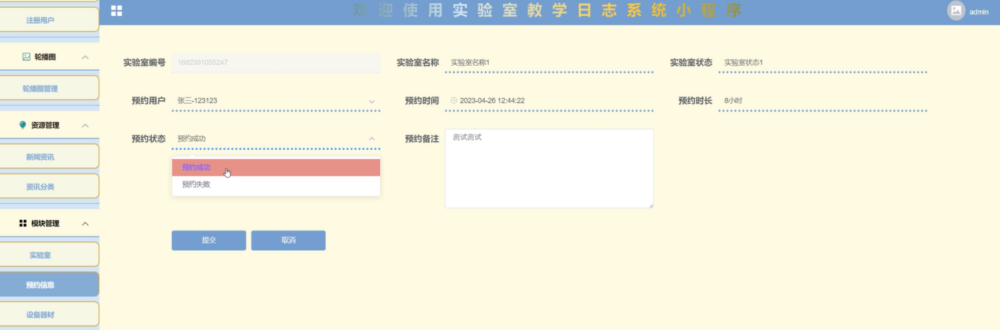 欢迎使用实验室教学日志系统小程序
admin
注册用户
轮播图
轮播图管理
资源管理
新闻资讯
资讯分类
模块管理
实验室
预约信息
设备器材
实验室编号 1682391055247 实验室名称 实验室名称1 实验室状态 实验室状态1
预约用户 张三-123123 预约时间 2023-04-26 12:44:22 预约时长 8小时
预约状态 预约成功 预约备注 测试测试
预约成功
预约失败
提交 取消